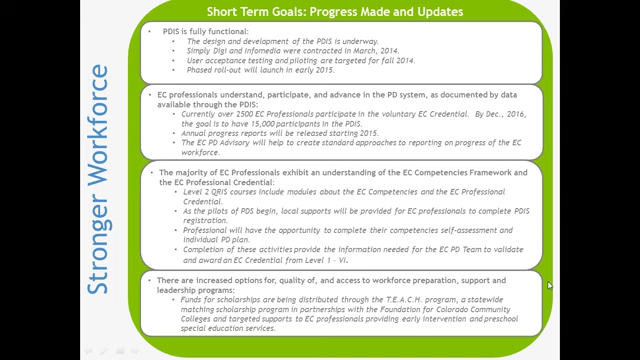 Short Term Goals: Progress Made and Updates
Stronger Workforce
• PDIS is fully functional:
• The design and development of the PDIS is underway.
• Simply Digi and Infomedia were contracted in March, 2014.
• User acceptance testing and piloting are targeted for fall 2014.
• Phased roll-out will launch in early 2015.
• EC professionals understand, participate, and advance in the PD system, as documented by data
available through the PDIS:
• Currently over 2500 EC Professionals participate in the voluntary EC Credential. By Dec., 2016,
the goal is to have 15,000 participants in the PDIS.
• Annual progress reports will be released starting 2015.
• The EC PD Advisory will help to create standard approaches to reporting on progress of the EC
workforce.
• The majority of EC Professionals exhibit an understanding of the EC Competencies Framework and
the EC Professional Credential:
• Level 2 QRIS courses include modules about the EC Competencies and the EC Professional
Credential.
• As the pilots of PDS begin, local supports will be provided for EC professionals to complete PDIS
registration.
• Professional will have the opportunity to complete their competencies self-assessment and
individual PD plan.
• Completion of these activities provide the information needed for the EC PD Team to validate
and award an EC Credential from Level 1 – VI.
• There are increased options for, quality of, and access to workforce preparation, support and
leadership programs:
• Funds for scholarships are being distributed through the T.E.A.C.H. program, a statewide
matching scholarship program in partnerships with the Foundation for Colorado Community
Colleges and targeted supports to EC professionals providing early intervention and preschool
special education services.